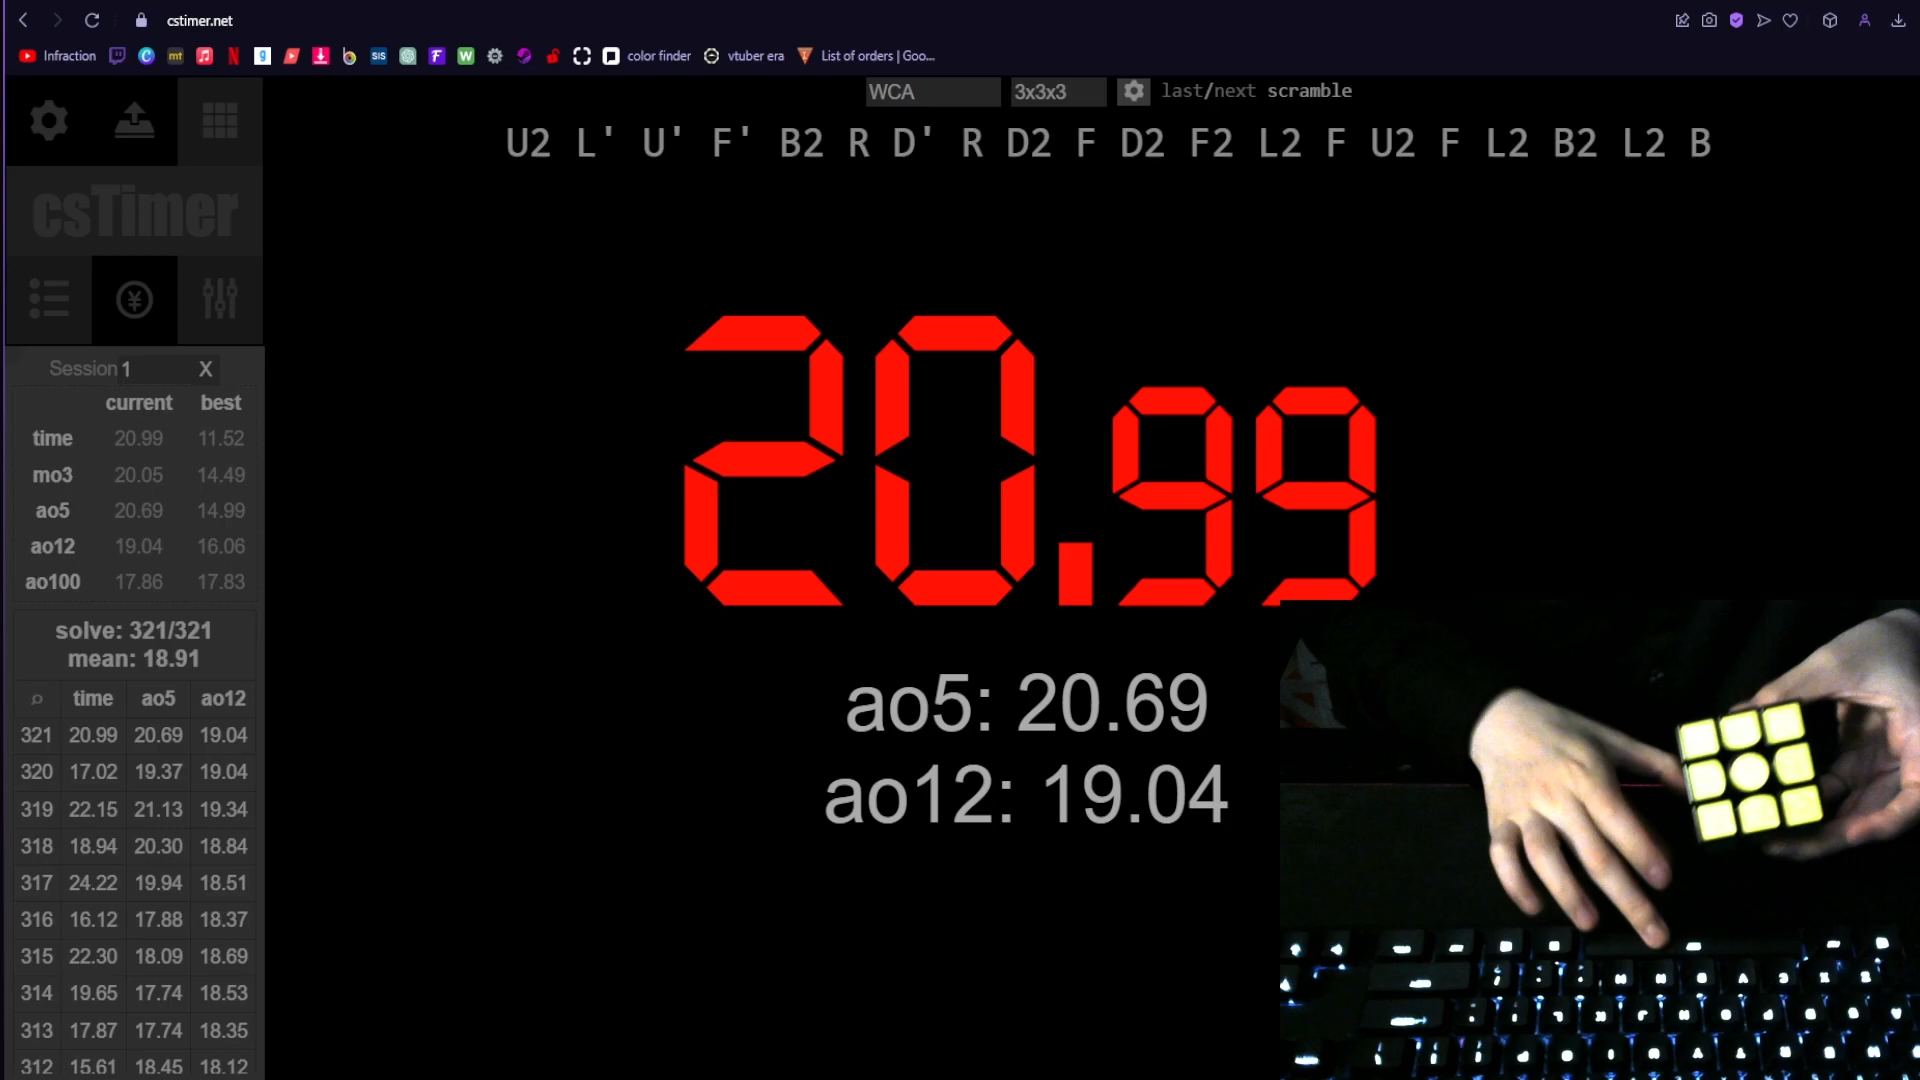 cstimer.net
Infraction
mt
g
SiS
F
W
color finder
vtuber era
List of orders | Goo...
WCA
3x3x3
last/next scramble
U2 L' U' F' B2 R D' R D2 F D2 F2 L2 F U2 F L2 B2 L2 B
csTimer
Session 1 X
current best
time 20.99 11.52
mo3 20.05 14.49
ao5 20.69 14.99
ao12 19.04 16.06
ao100 17.86 17.83
solve: 321/321
mean: 18.91
time ao5 ao12
321 20.99 20.69 19.04
320 17.02 19.37 19.04
319 22.15 21.13 19.34
318 18.94 20.30 18.84
317 24.22 19.94 18.51
316 16.12 17.88 18.37
315 22.30 18.09 18.69
314 19.65 17.74 18.53
313 17.87 17.74 18.35
312 15.61 18.45 18.12
20.99
ao5: 20.69
ao12: 19.04